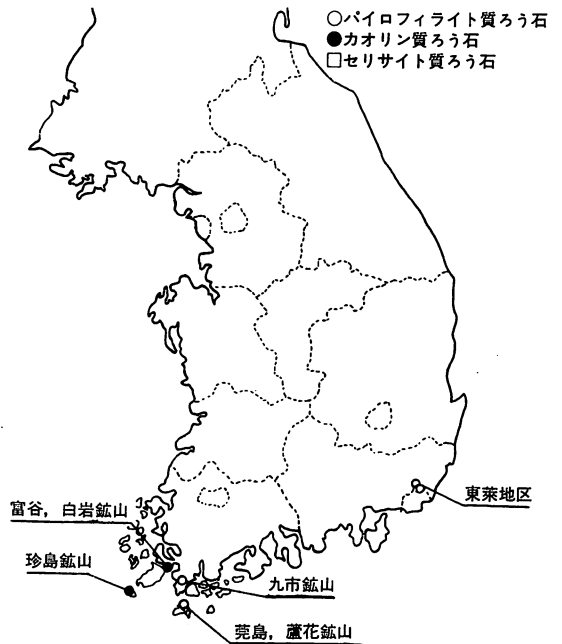 ○パイロフィライト質ろう石
●カオリン質ろう石
□セリサイト質ろう石
東萊地区
富谷，白岩鉱山
珍島鉱山
九市鉱山
莞島，蘆花鉱山